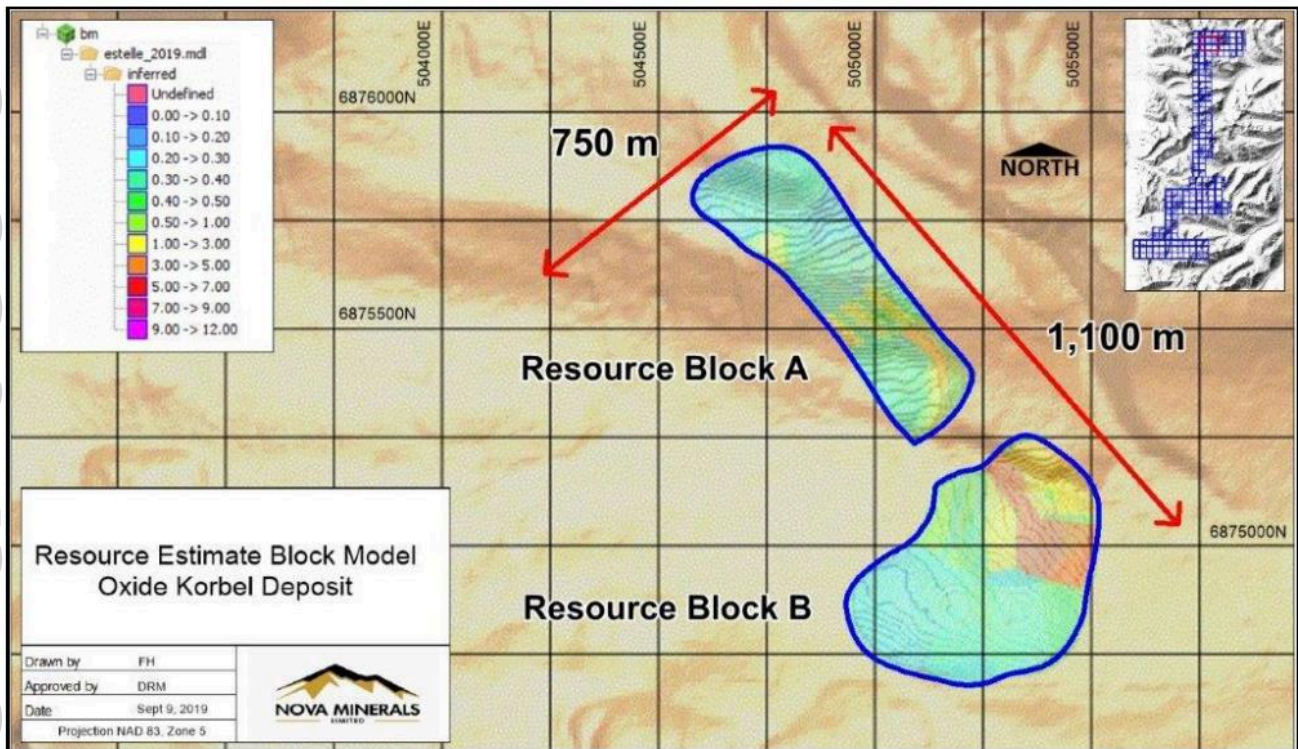 bm
estelle_2019.mdl
inferred
Undefined
0.00 -> 0.10
0.10 -> 0.20
0.20 -> 0.30
0.30 -> 0.40
0.40 -> 0.50
0.50 -> 1.00
1.00 -> 3.00
3.00 -> 5.00
5.00 -> 7.00
7.00 -> 9.00
9.00 -> 12.00
504000E
504500E
505000E
505500E
6876000N
750 m
NORTH
6875500N
1,100 m
Resource Block A
6875000N
Resource Block B
Resource Estimate Block Model
Oxide Korbel Deposit
Drawn by FH
Approved by DRM
Date Sept 9, 2019
Projection NAD 83, Zone 5
NOVA MINERALS
LIMITED